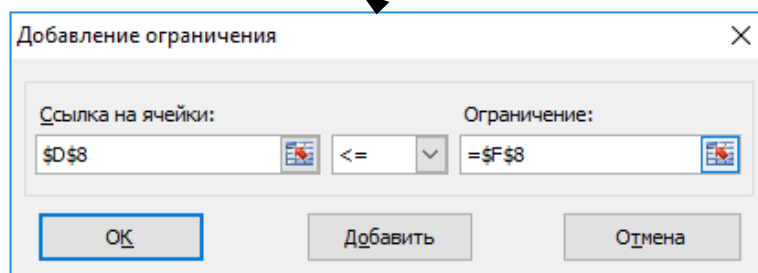 Добавление ограничения
Ссылка на ячейки: Ограничение:
$D$8 <= =$F$8
ОК Добавить Отмена